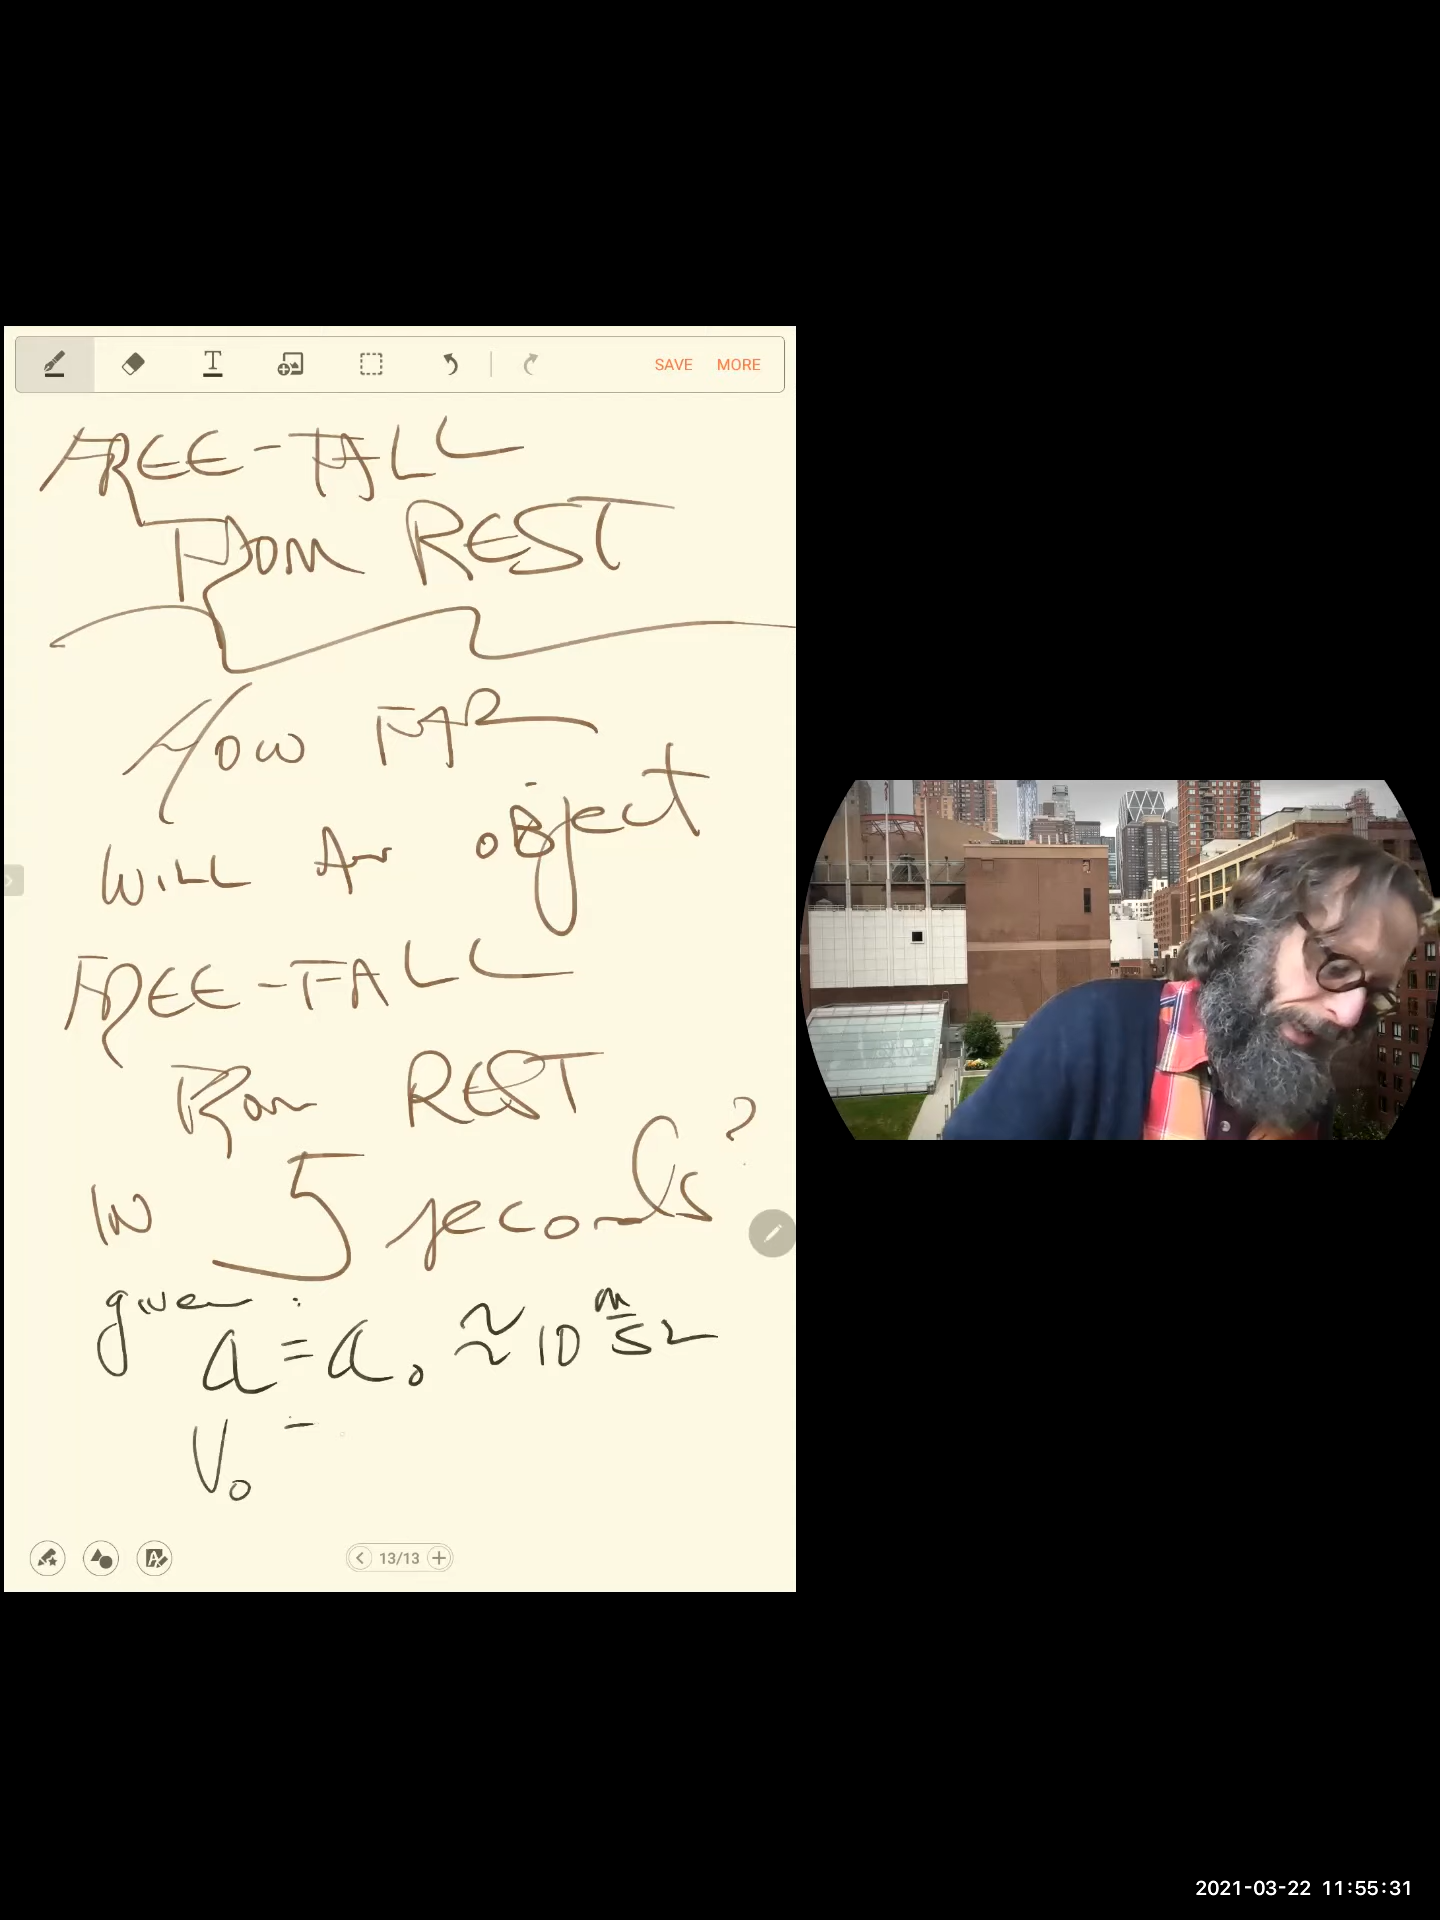 T
SAVE MORE
FREE-FALL
FROM REST
HOW FAR
WILL AN OBject
FREE-FALL
FROM REST
IN 5 seconds?
given:
a = a₀ ≈ 10 m/s²
V₀ =
A
13/13
2021-03-22 11:55:31